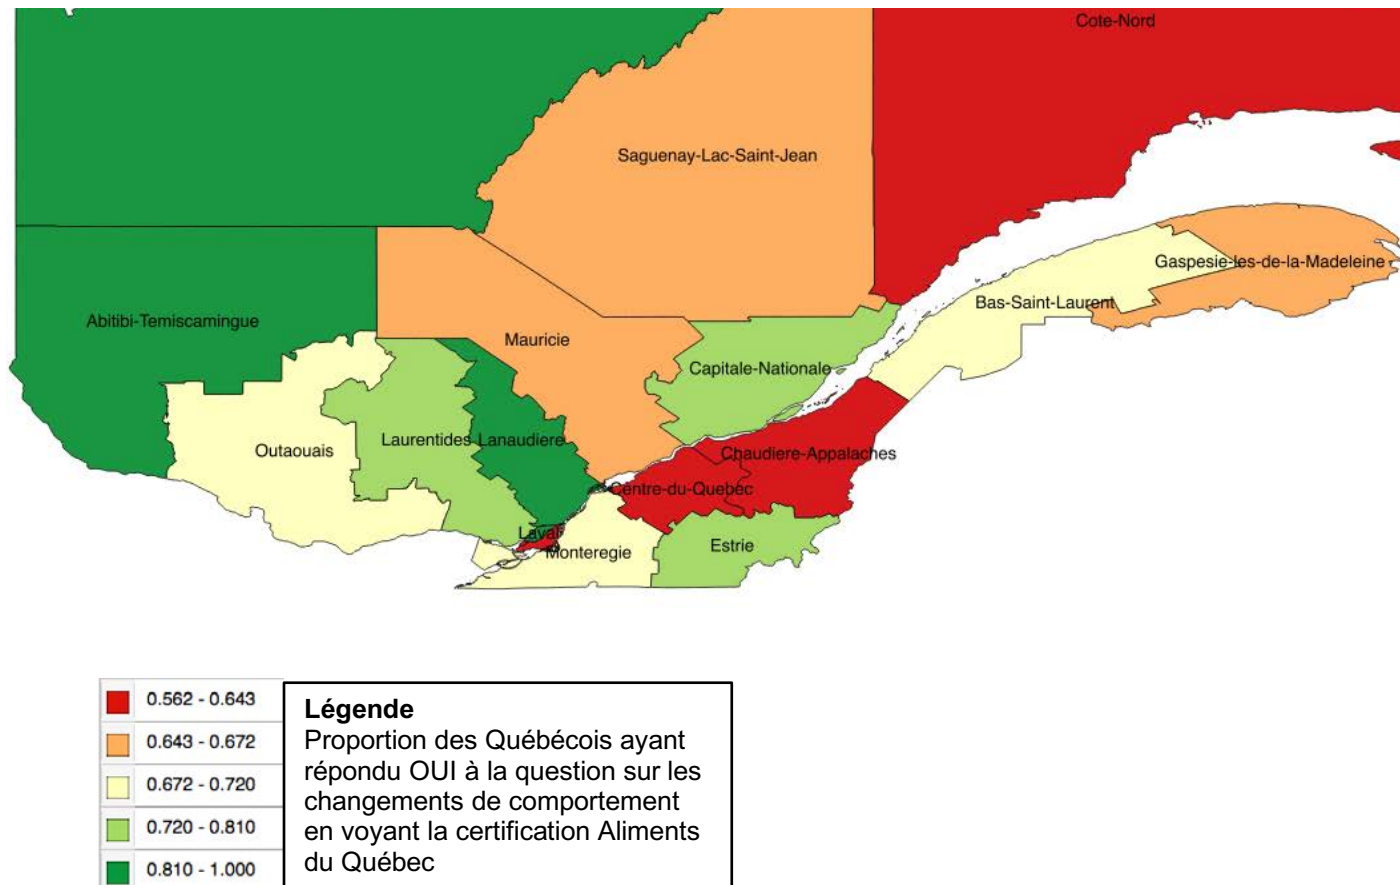 Cote-Nord
Saguenay-Lac-Saint-Jean
Gaspesie-les-de-la-Madeleine
Bas-Saint-Laurent
Abitibi-Temiscamingue
Mauricie
Capitale-Nationale
Laurentides
Lanaudiere
Outaouais
Chaudiere-Appalaches
Centre-du-Quebec
Laval
Monteregie
Estrie
0.562 - 0.643
0.643 - 0.672
0.672 - 0.720
0.720 - 0.810
0.810 - 1.000
Légende
Proportion des Québécois ayant
répondu OUI à la question sur les
changements de comportement
en voyant la certification Aliments
du Québec